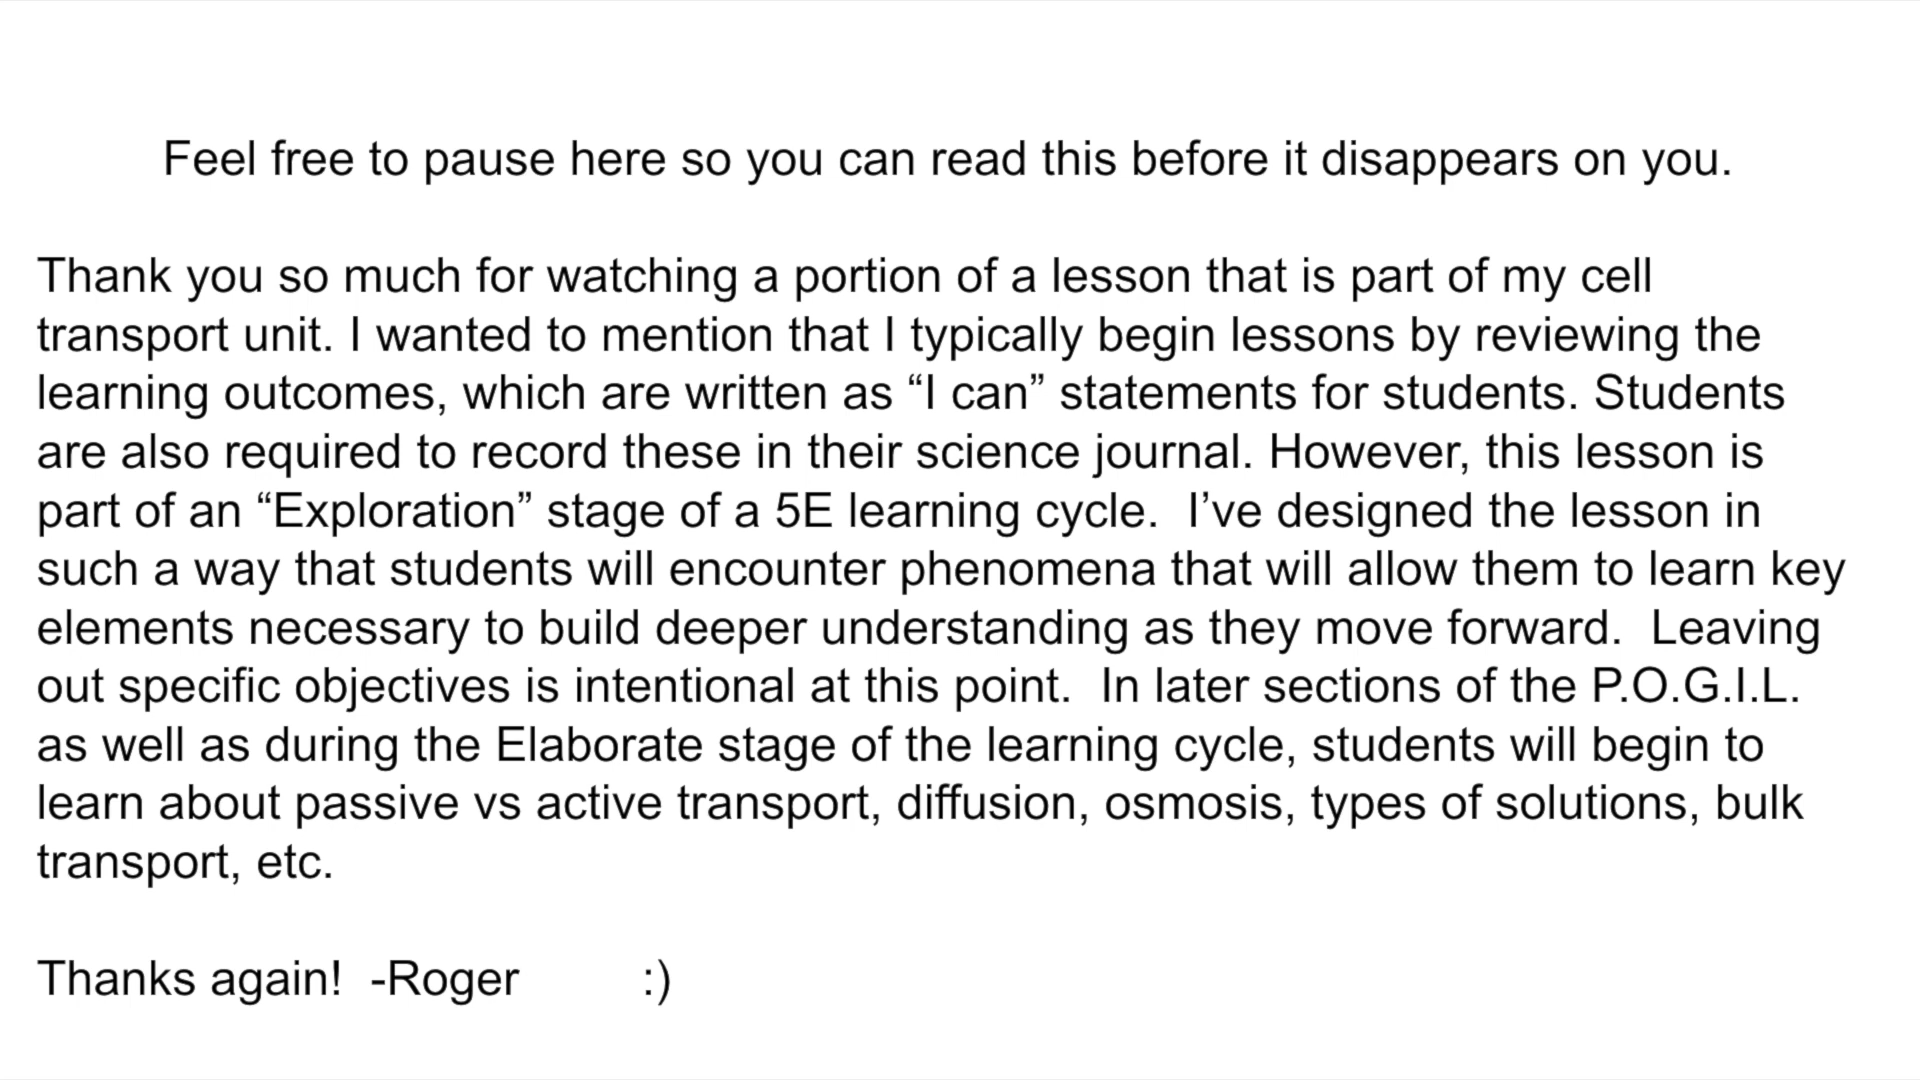 Feel free to pause here so you can read this before it disappears on you.
Thank you so much for watching a portion of a lesson that is part of my cell
transport unit. I wanted to mention that I typically begin lessons by reviewing the
learning outcomes, which are written as “I can” statements for students. Students
are also required to record these in their science journal. However, this lesson is
part of an “Exploration” stage of a 5E learning cycle.  I’ve designed the lesson in
such a way that students will encounter phenomena that will allow them to learn key
elements necessary to build deeper understanding as they move forward.  Leaving
out specific objectives is intentional at this point.  In later sections of the P.O.G.I.L.
as well as during the Elaborate stage of the learning cycle, students will begin to
learn about passive vs active transport, diffusion, osmosis, types of solutions, bulk
transport, etc.
Thanks again!  -Roger :)